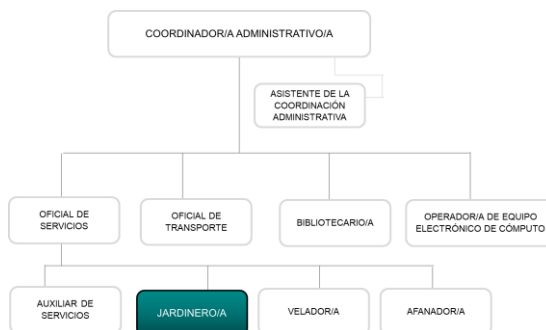 COORDINADOR/A ADMINISTRATIVO/A
ASISTENTE DE LA
COORDINACIÓN
ADMINISTRATIVA
OFICIAL DE
SERVICIOS
OFICIAL DE
TRANSPORTE
BIBLIOTECARIO/A
OPERADOR/A DE EQUIPO
ELECTRÓNICO DE CÓMPUTO
AUXILIAR DE
SERVICIOS
JARDINERO/A
VELADOR/A
AFANADOR/A